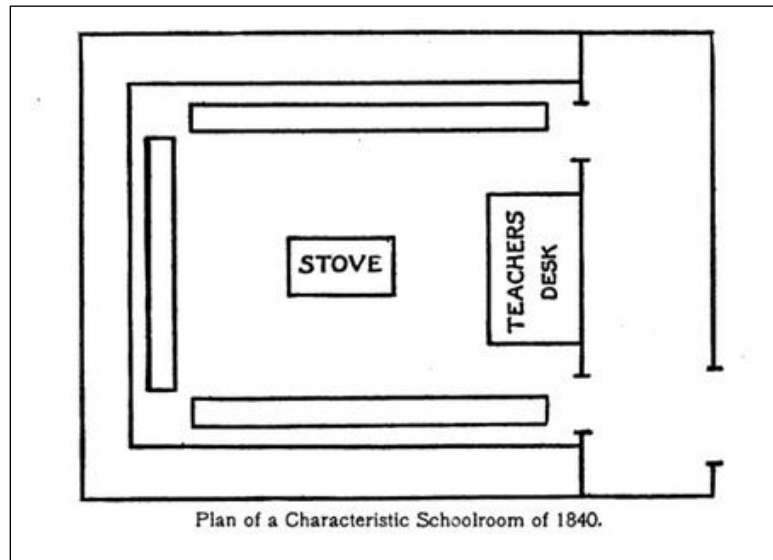 STOVE
TEACHERS
DESK
Plan of a Characteristic Schoolroom of 1840.